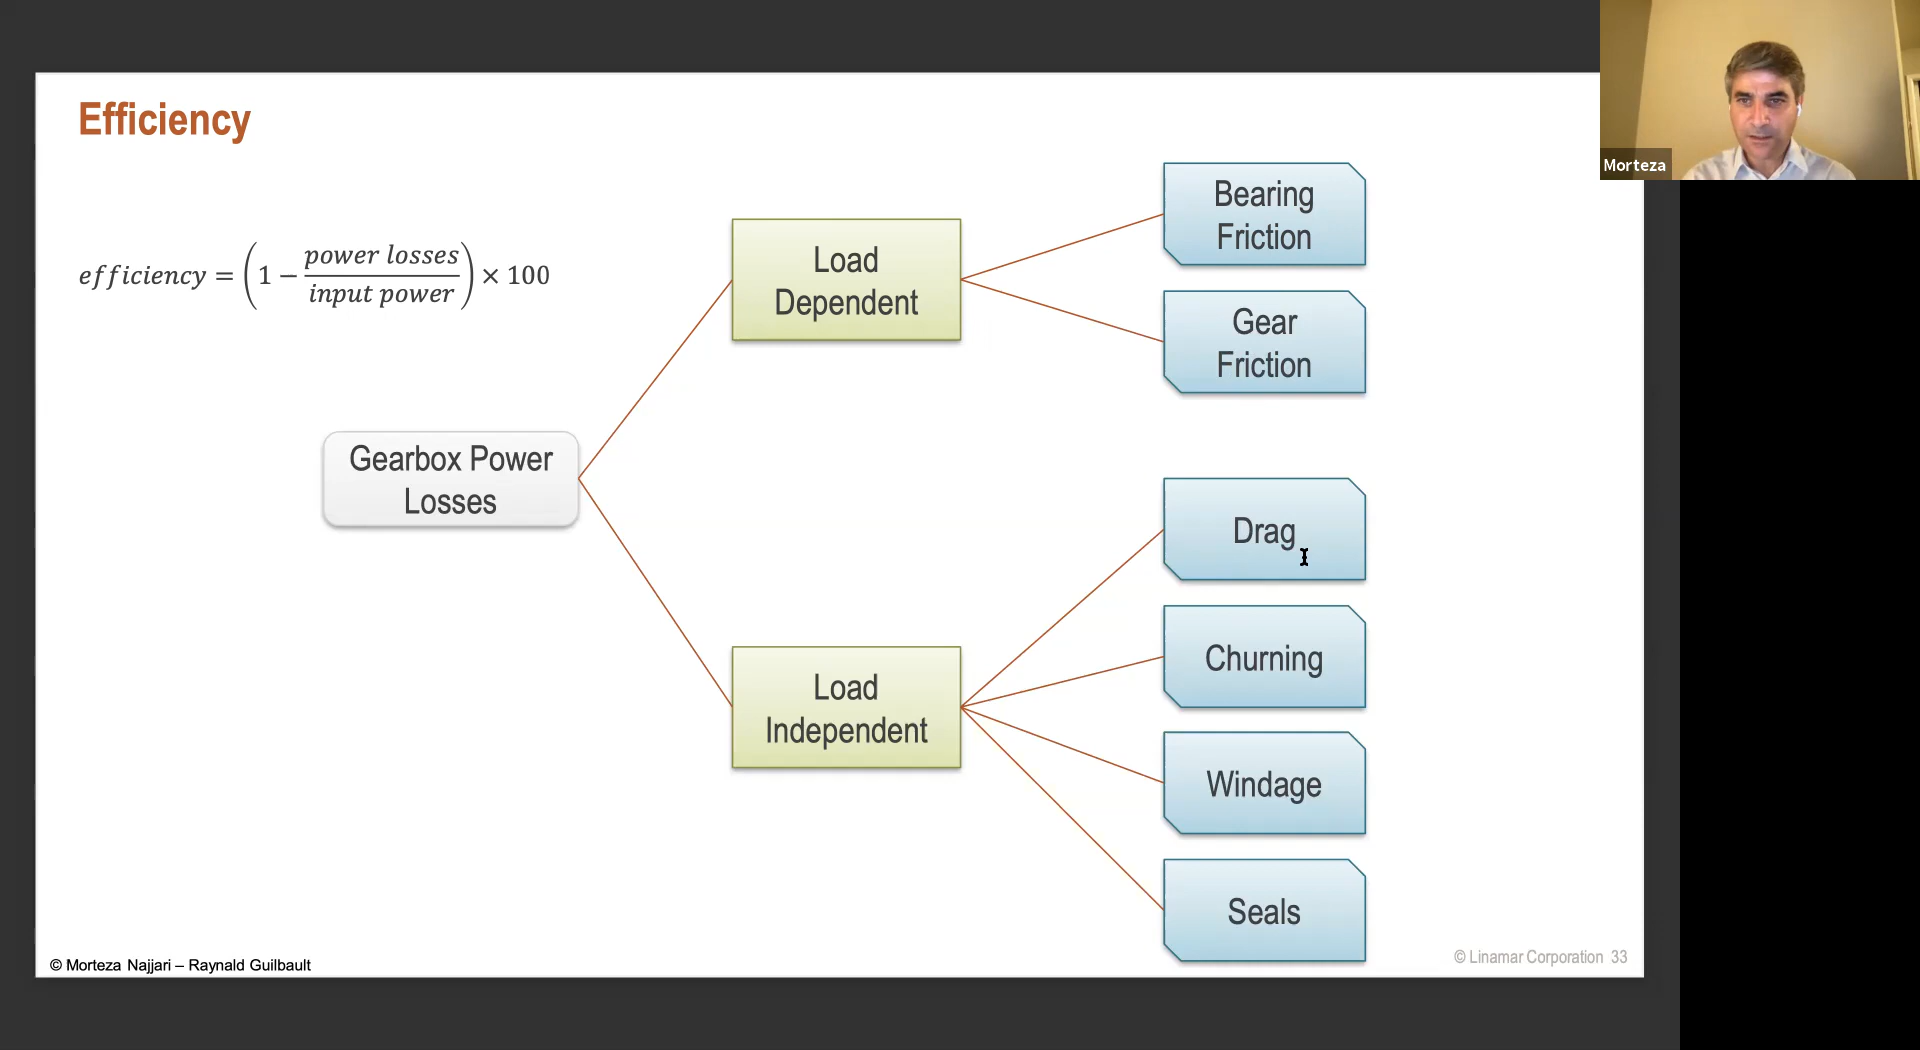 Efficiency
efficiency = (1 − power losses / input power) × 100
Gearbox Power
Losses
Load
Dependent
Load
Independent
Bearing
Friction
Gear
Friction
Drag
Churning
Windage
Seals
© Morteza Najjari – Raynald Guilbault
© Linamar Corporation 33
Morteza